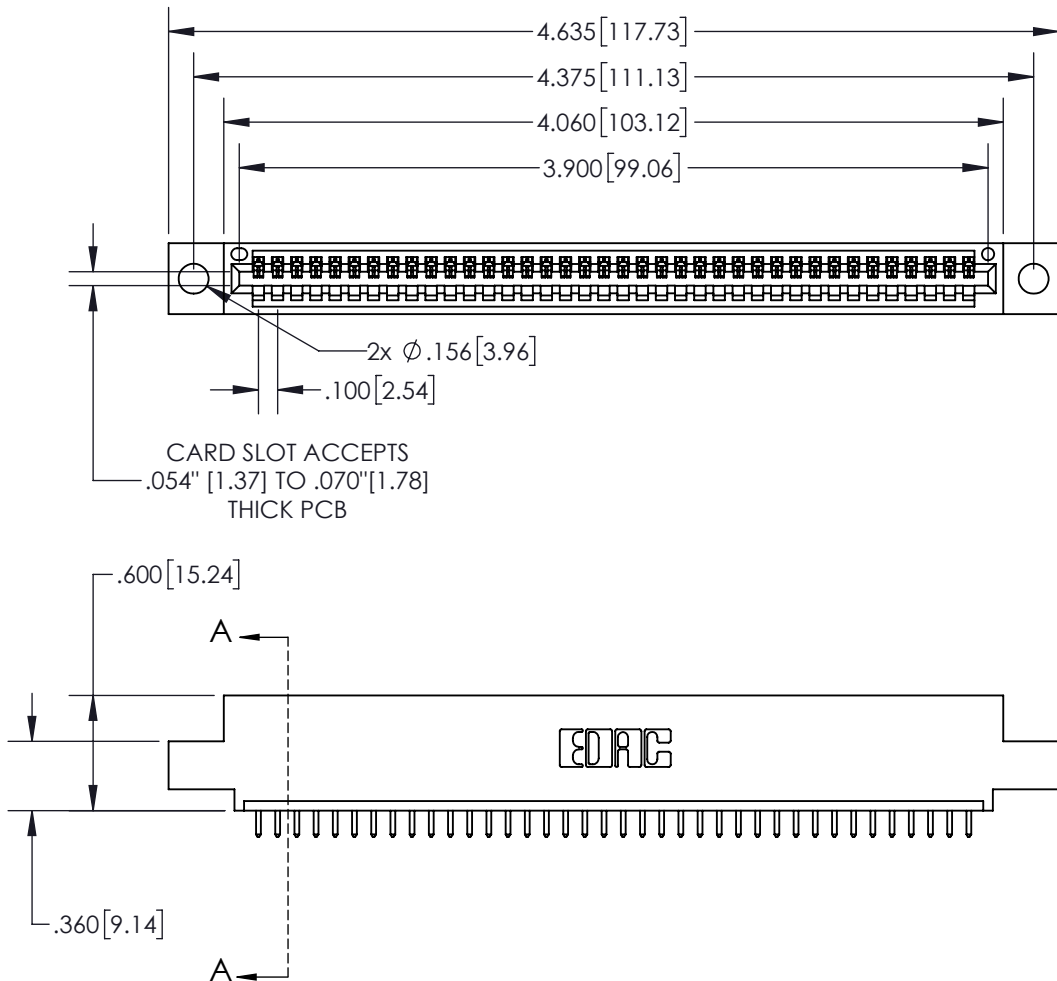 4.635[117.73]
4.375[111.13]
4.060[103.12]
3.900[99.06]
2x Ø.156[3.96]
.100[2.54]
CARD SLOT ACCEPTS
.054" [1.37] TO .070"[1.78]
THICK PCB
.600[15.24]
A
EDAC
.360[9.14]
A